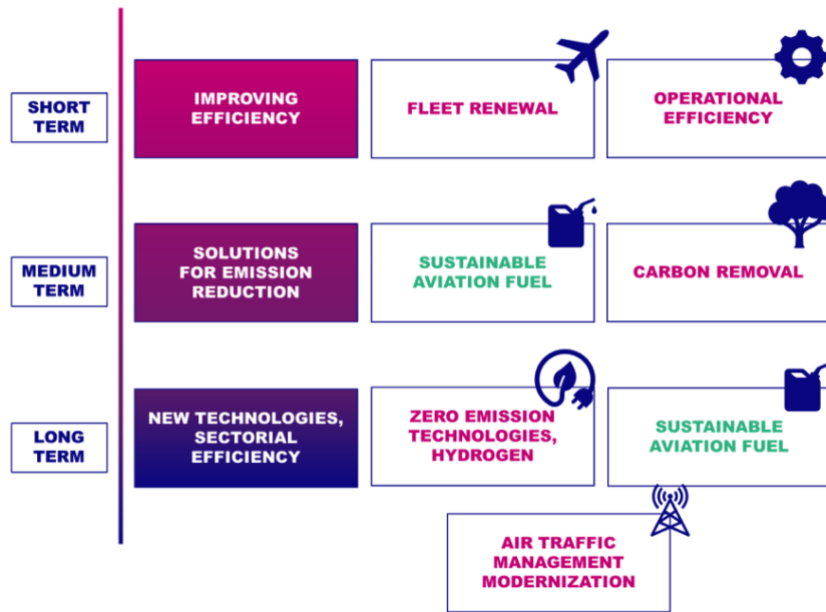 SHORT
TERM
IMPROVING
EFFICIENCY
FLEET RENEWAL
OPERATIONAL
EFFICIENCY
MEDIUM
TERM
SOLUTIONS
FOR EMISSION
REDUCTION
SUSTAINABLE
AVIATION FUEL
CARBON REMOVAL
LONG
TERM
NEW TECHNOLOGIES,
SECTORIAL
EFFICIENCY
ZERO EMISSION
TECHNOLOGIES,
HYDROGEN
SUSTAINABLE
AVIATION FUEL
AIR TRAFFIC
MANAGEMENT
MODERNIZATION